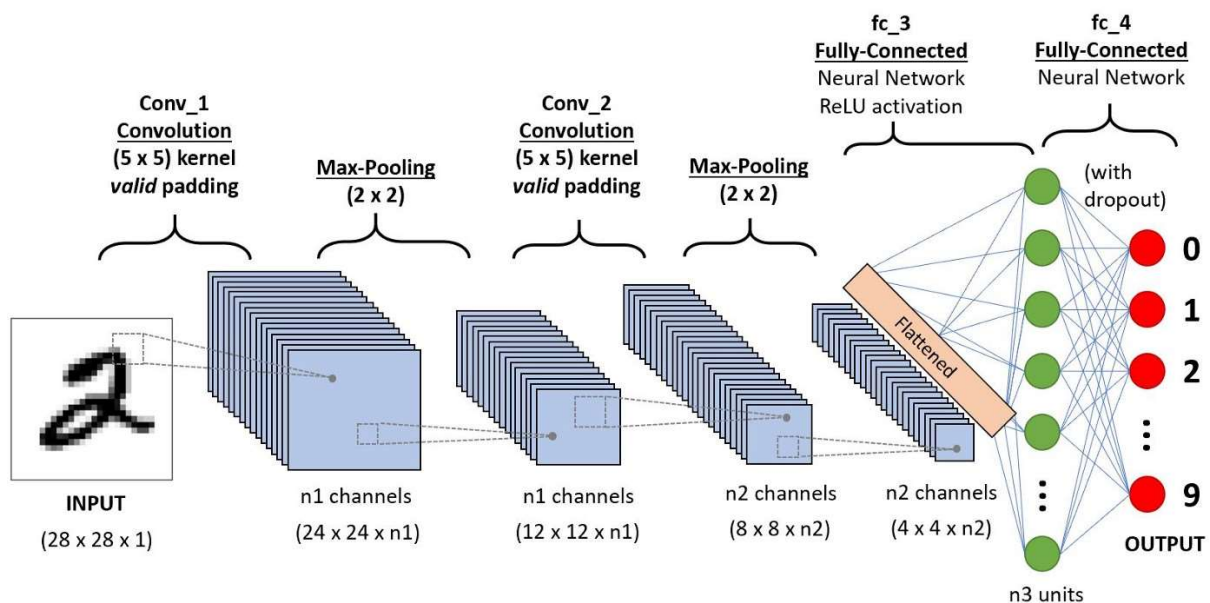 fc_3
Fully-Connected
Neural Network
ReLU activation
fc_4
Fully-Connected
Neural Network
Conv_1
Convolution
(5 x 5) kernel
valid padding
Max-Pooling
(2 x 2)
Conv_2
Convolution
(5 x 5) kernel
valid padding
Max-Pooling
(2 x 2)
(with
dropout)
Flattened
0
1
2
9
INPUT
(28 x 28 x 1)
n1 channels
(24 x 24 x n1)
n1 channels
(12 x 12 x n1)
n2 channels
(8 x 8 x n2)
n2 channels
(4 x 4 x n2)
OUTPUT
n3 units